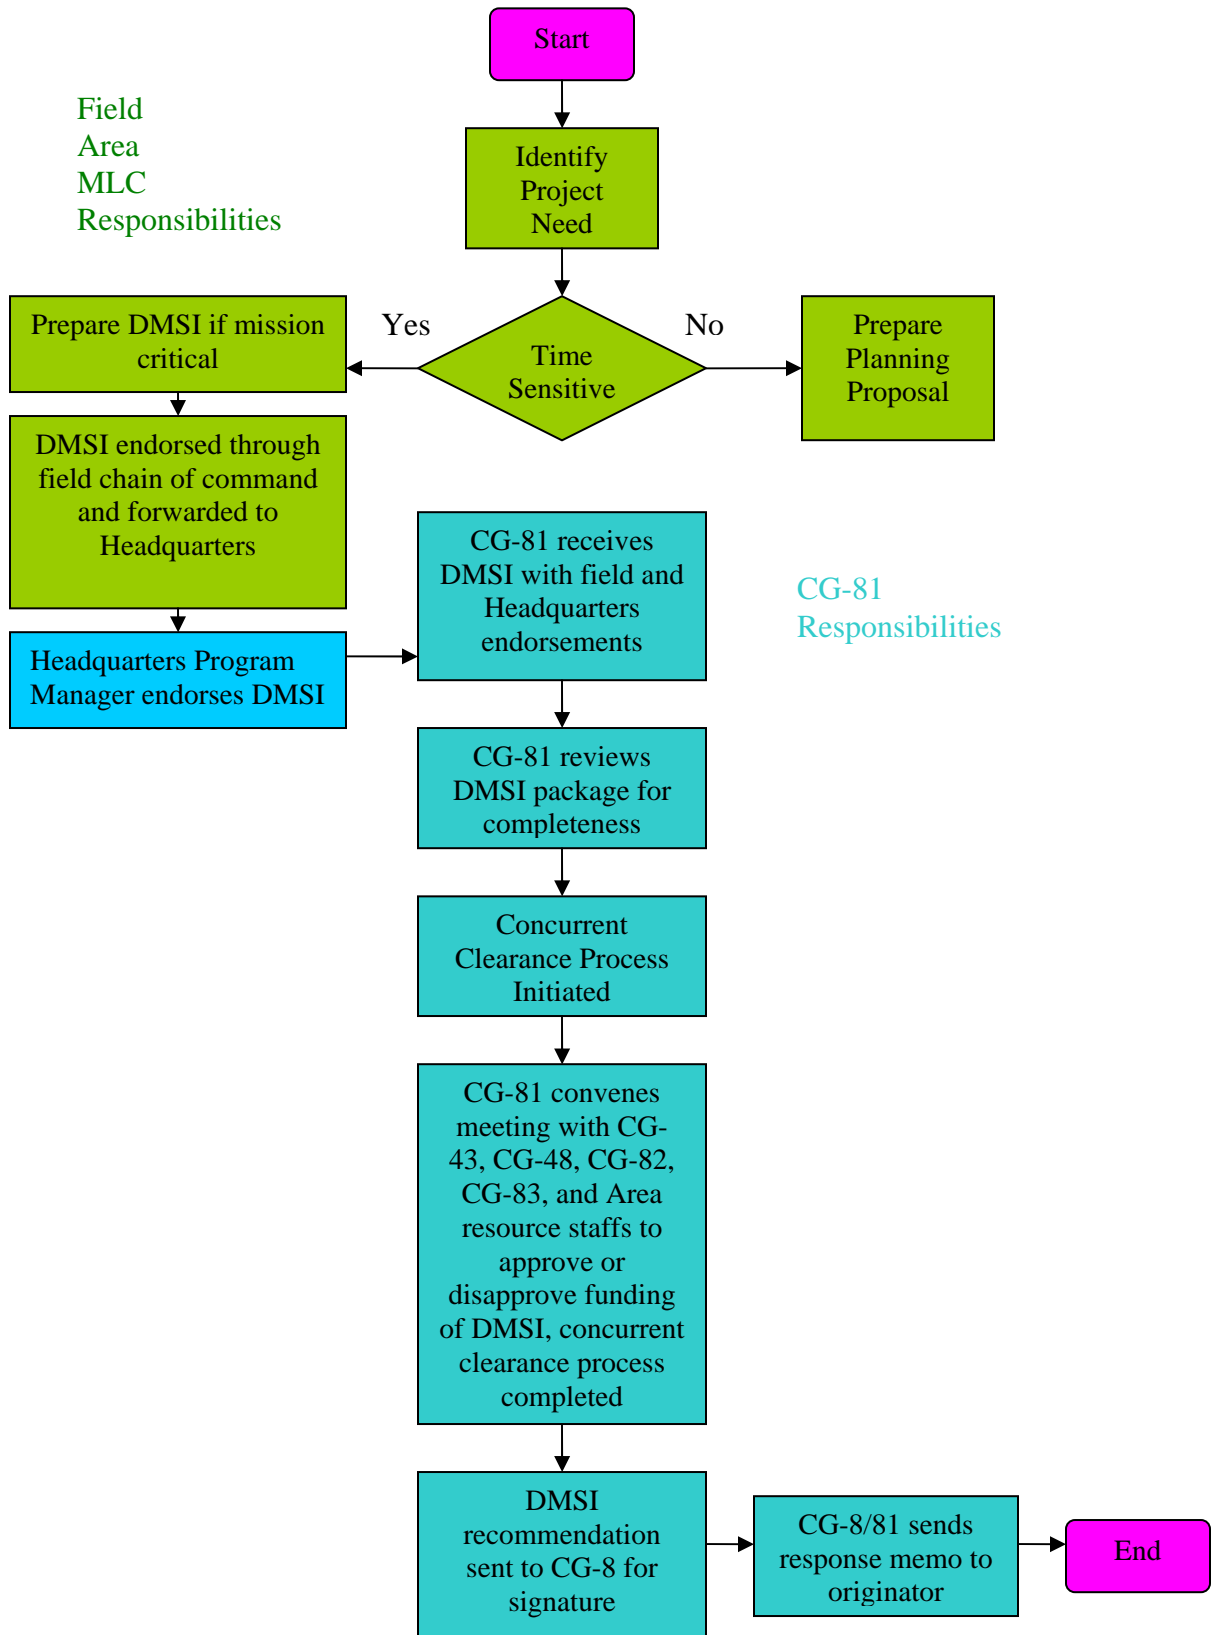 Start
Field
Area
MLC
Responsibilities
Identify
Project
Need
Prepare DMSI if mission
critical
Yes
Time
Sensitive
No
Prepare
Planning
Proposal
DMSI endorsed through
field chain of command
and forwarded to
Headquarters
Headquarters Program
Manager endorses DMSI
CG-81 receives
DMSI with field and
Headquarters
endorsements
CG-81
Responsibilities
CG-81 reviews
DMSI package for
completeness
Concurrent
Clearance Process
Initiated
CG-81 convenes
meeting with CG-
43, CG-48, CG-82,
CG-83, and Area
resource staffs to
approve or
disapprove funding
of DMSI, concurrent
clearance process
completed
DMSI
recommendation
sent to CG-8 for
signature
CG-8/81 sends
response memo to
originator
End